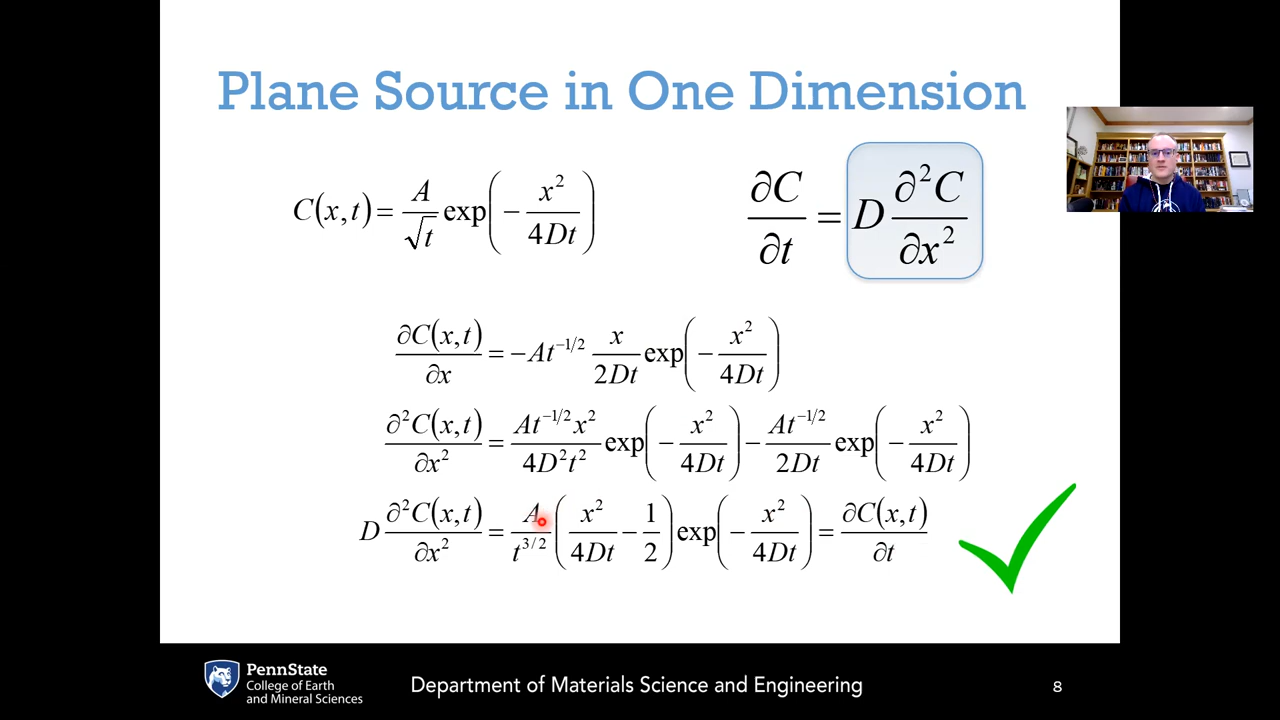 Plane Source in One Dimension
C(x,t) = A/√t exp(− x²/4Dt)
∂C/∂t = D ∂²C/∂x²
∂C(x,t)/∂x = −At^(−1/2) x/2Dt exp(− x²/4Dt)
∂²C(x,t)/∂x² = At^(−1/2)x²/4D²t² exp(− x²/4Dt) − At^(−1/2)/2Dt exp(− x²/4Dt)
D ∂²C(x,t)/∂x² = A/t^(3/2) (x²/4Dt − 1/2) exp(− x²/4Dt) = ∂C(x,t)/∂t
PennState
College of Earth
and Mineral Sciences
Department of Materials Science and Engineering
8